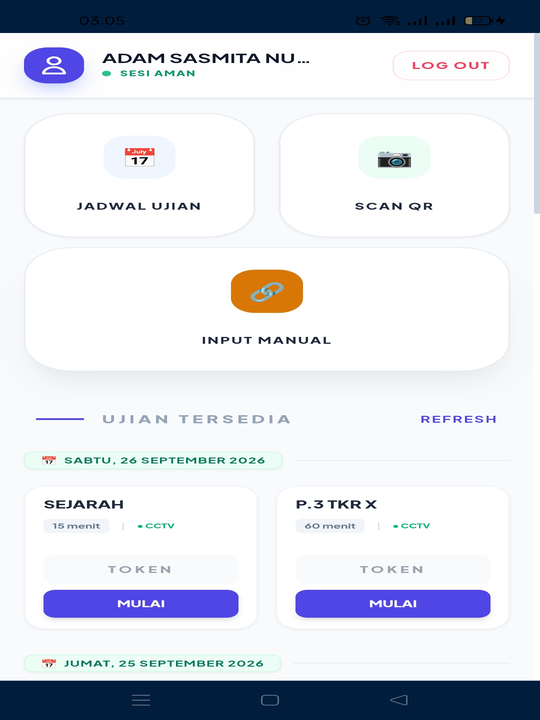 03.05
ADAM SASMITA NU...
SESI AMAN
LOG OUT
July
17
JADWAL UJIAN
SCAN QR
INPUT MANUAL
UJIAN TERSEDIA
REFRESH
SABTU, 26 SEPTEMBER 2026
SEJARAH
15 menit | • CCTV
TOKEN
MULAI
P.3 TKR X
60 menit | • CCTV
TOKEN
MULAI
JUMAT, 25 SEPTEMBER 2026